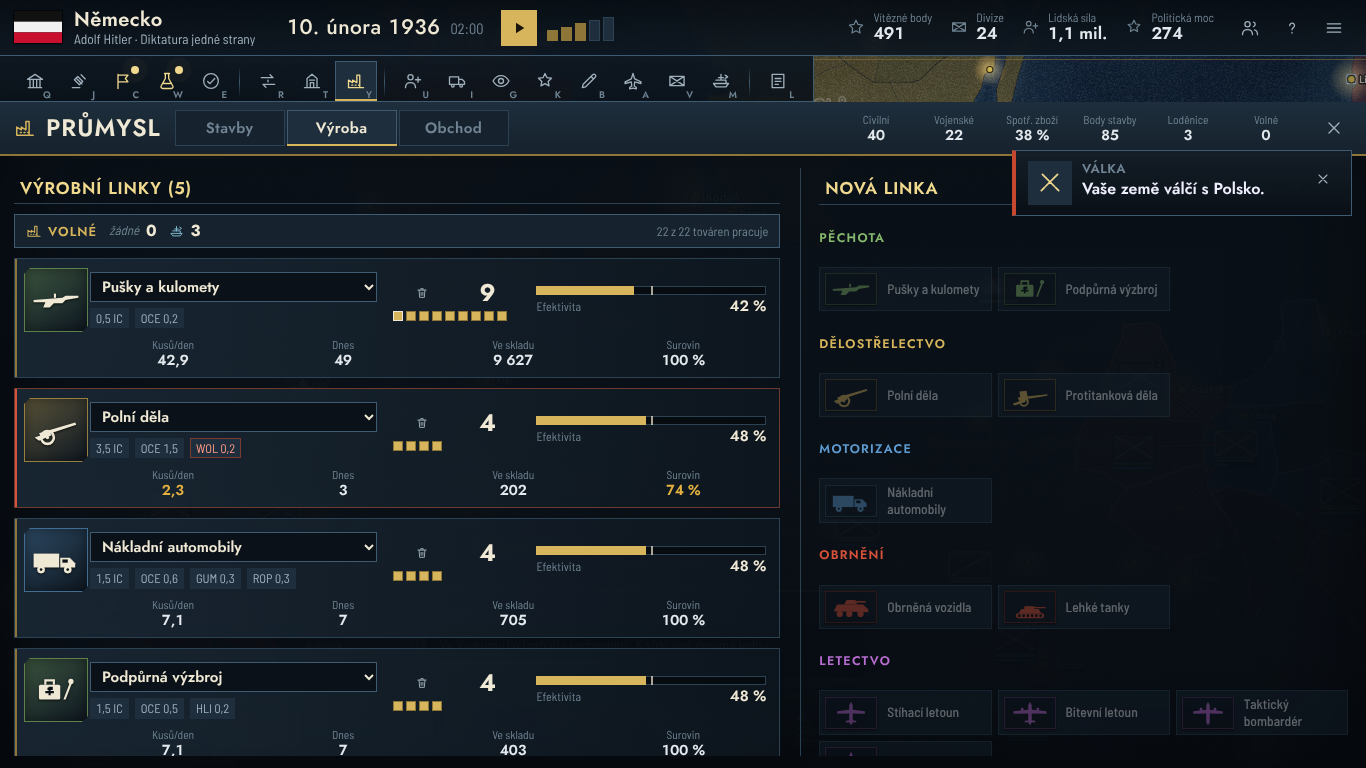 Německo
Adolf Hitler · Diktatura jedné strany
10. února 1936 02:00
Vítězné body
491
Divize
24
Lidská síla
1,1 mil.
Politická moc
274
?
Q
J
C
W
E
R
T
Y
U
I
G
K
B
A
V
M
L
PRŮMYSL
Stavby
Výroba
Obchod
Civilní
40
Vojenské
22
Spotř. zboží
38 %
Body stavby
85
Loděnice
3
Volné
0
VÁLKA
Vaše země válčí s Polsko.
VÝROBNÍ LINKY (5)
VOLNÉ žádné 0 3
22 z 22 továren pracuje
Pušky a kulomety
0,5 IC OCE 0,2
9
Efektivita 42 %
Kusů/den Dnes Ve skladu Surovin
42,9 49 9 627 100 %
Polní děla
3,5 IC OCE 1,5 WOL 0,2
4
Efektivita 48 %
Kusů/den Dnes Ve skladu Surovin
2,3 3 202 74 %
Nákladní automobily
1,5 IC OCE 0,6 GUM 0,3 ROP 0,3
4
Efektivita 48 %
Kusů/den Dnes Ve skladu Surovin
7,1 7 705 100 %
Podpůrná výzbroj
1,5 IC OCE 0,5 HLI 0,2
4
Efektivita 48 %
Kusů/den Dnes Ve skladu Surovin
7,1 7 403 100 %
NOVÁ LINKA
PĚCHOTA
Pušky a kulomety
Podpůrná výzbroj
DĚLOSTŘELECTVO
Polní děla
Protitanková děla
MOTORIZACE
Nákladní
automobily
OBRNĚNÍ
Obrněná vozidla
Lehké tanky
LETECTVO
Stíhací letoun
Bitevní letoun
Taktický
bombardér